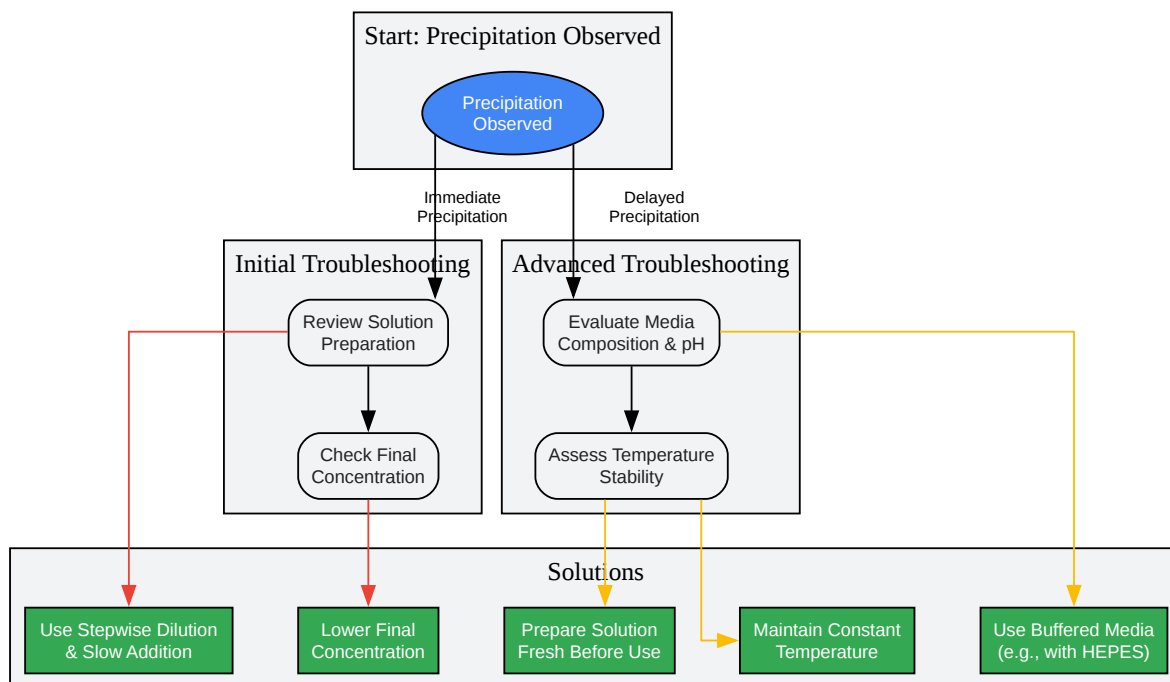 Start: Precipitation Observed
Precipitation
Observed
Immediate
Precipitation
Delayed
Precipitation
Initial Troubleshooting
Review Solution
Preparation
Check Final
Concentration
Advanced Troubleshooting
Evaluate Media
Composition & pH
Assess Temperature
Stability
Solutions
Use Stepwise Dilution
& Slow Addition
Lower Final
Concentration
Prepare Solution
Fresh Before Use
Maintain Constant
Temperature
Use Buffered Media
(e.g., with HEPES)